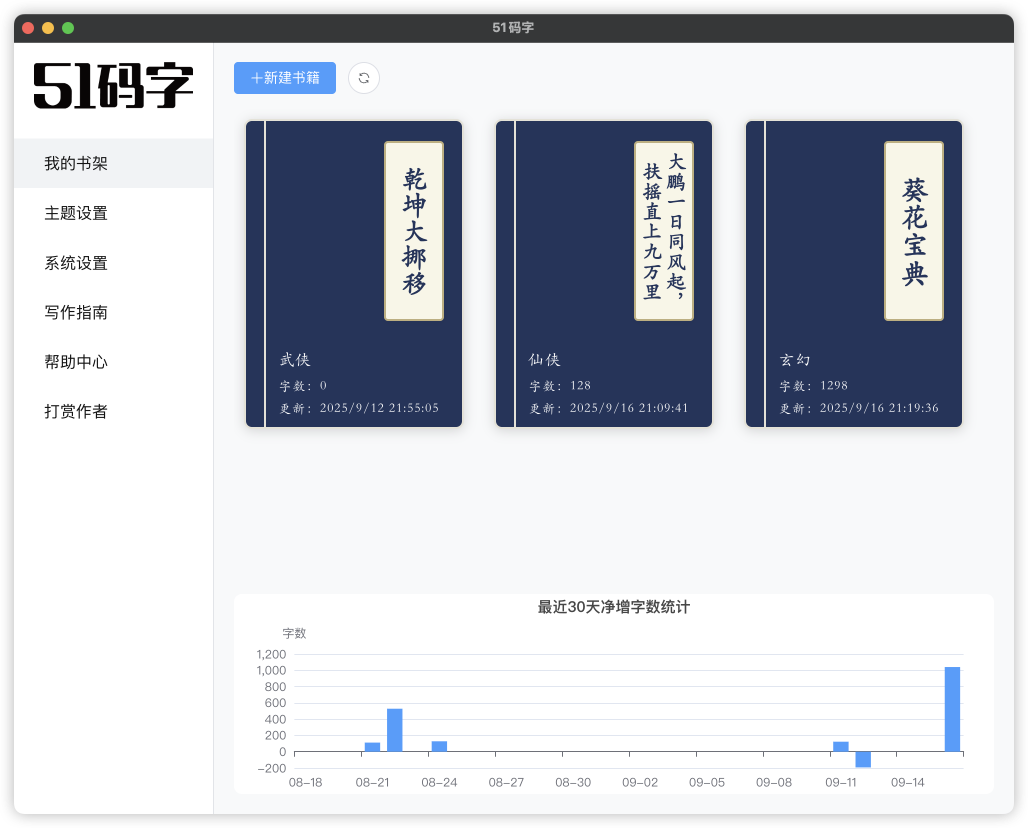 51码字
51码字
我的书架
主题设置
系统设置
写作指南
帮助中心
打赏作者
+新建书籍
乾坤大挪移
武侠
字数：0
更新：2025/9/12 21:55:05
大鹏一日同风起，
扶摇直上九万里
仙侠
字数：128
更新：2025/9/16 21:09:41
葵花宝典
玄幻
字数：1298
更新：2025/9/16 21:19:36
最近30天净增字数统计
字数
1,200
1,000
800
600
400
200
0
-200
08-18 08-21 08-24 08-27 08-30 09-02 09-05 09-08 09-11 09-14